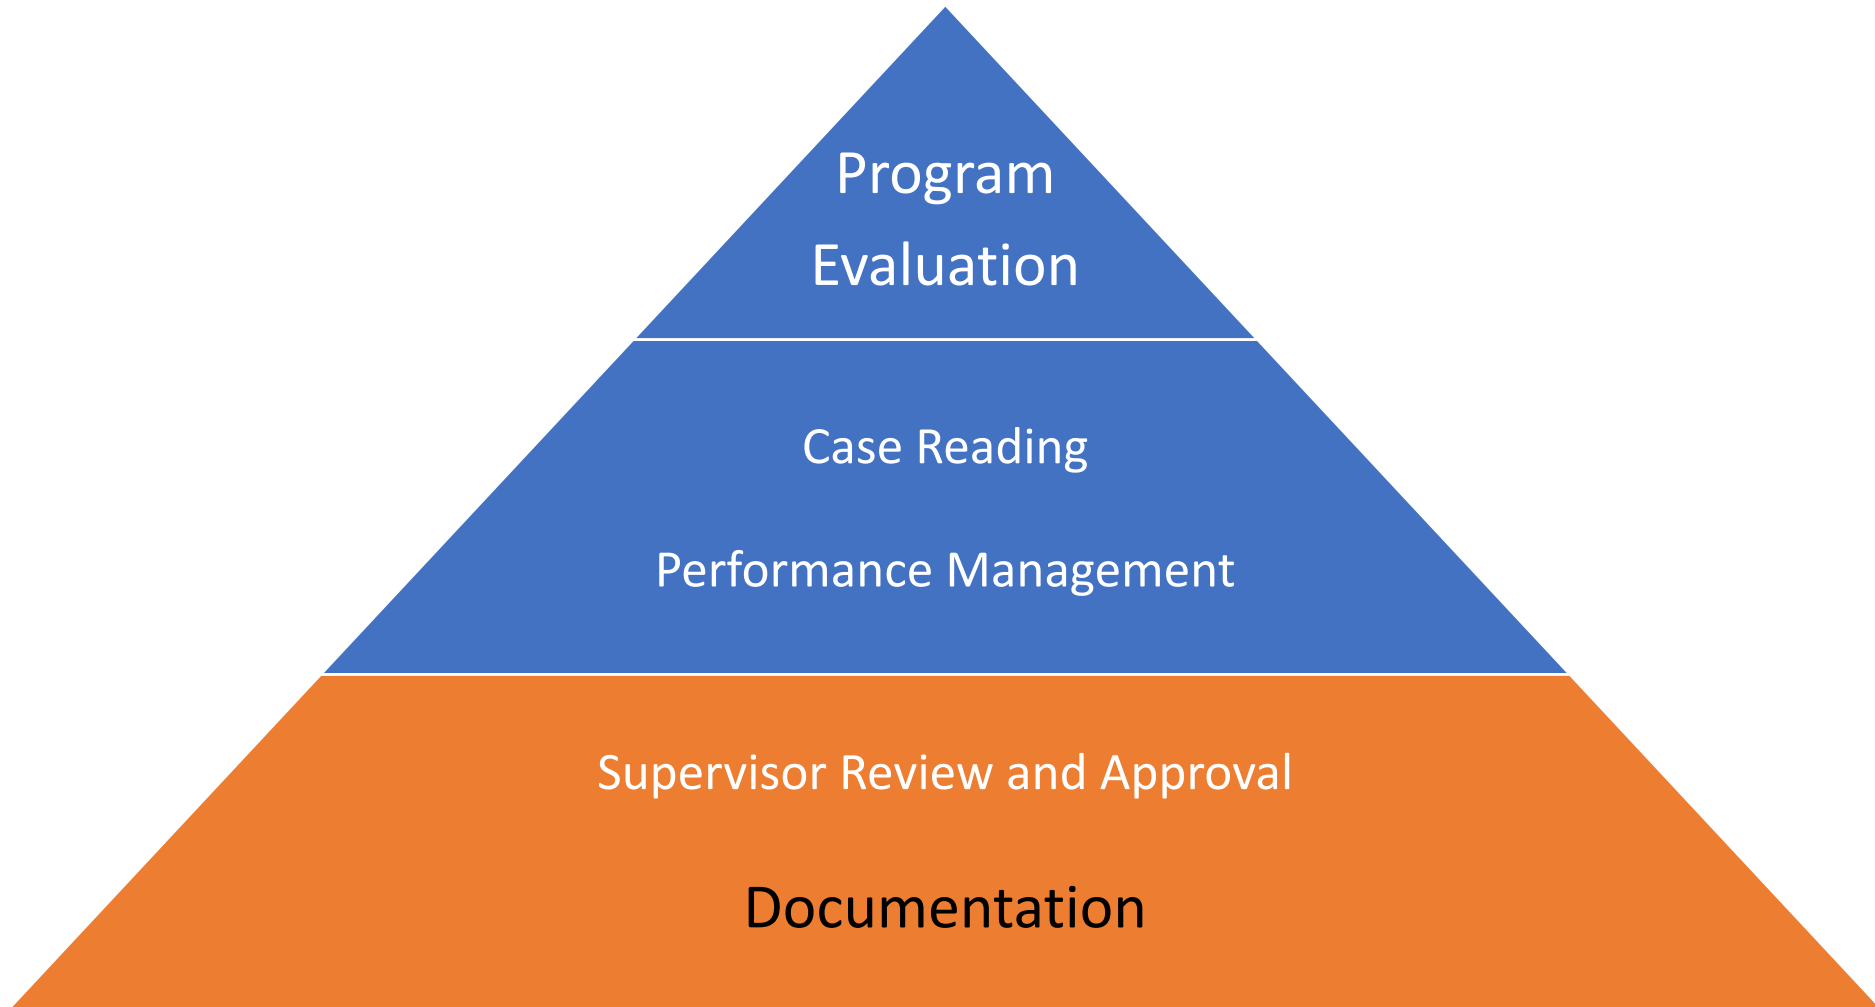 Program
Evaluation
Case Reading
Performance Management
Supervisor Review and Approval
Documentation